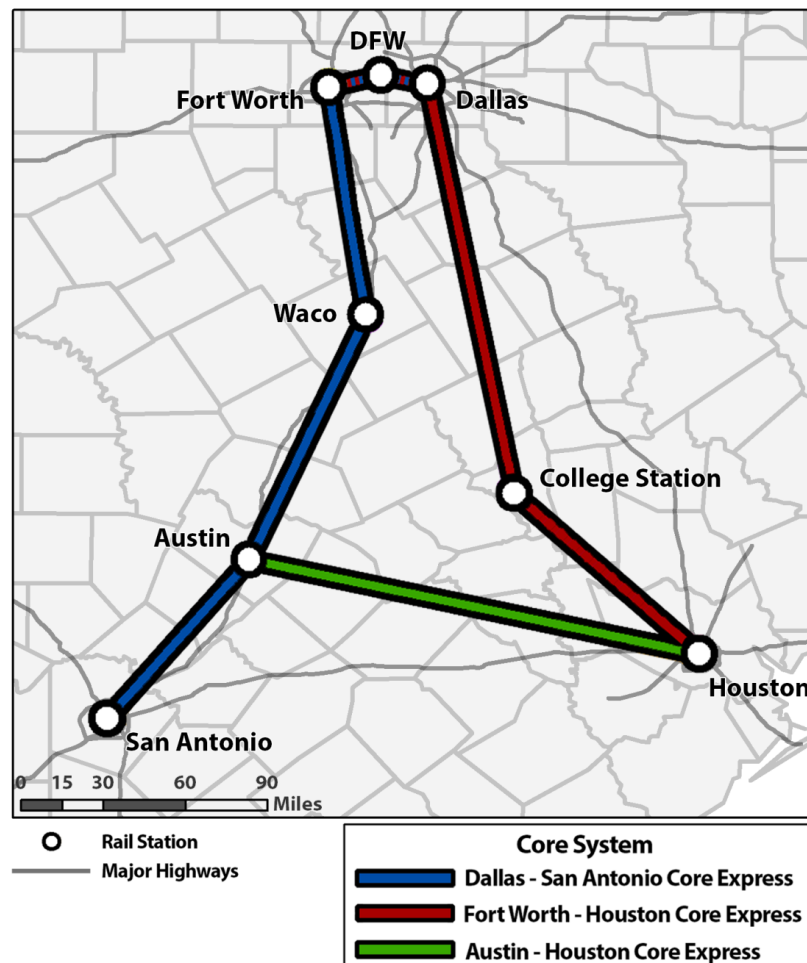 DFW
Fort Worth
Dallas
Waco
College Station
Austin
Houston
San Antonio
0 15 30 60 90
Miles
Rail Station
Major Highways
Core System
Dallas - San Antonio Core Express
Fort Worth - Houston Core Express
Austin - Houston Core Express